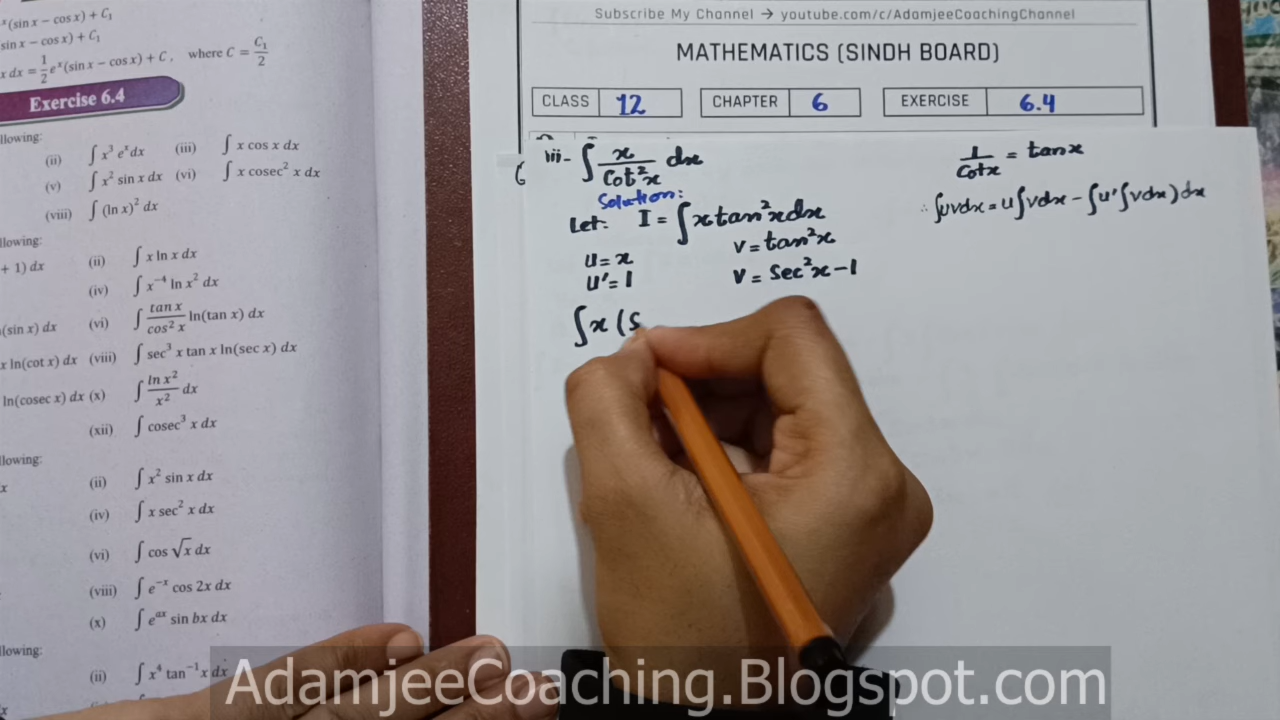 x(sin x − cos x) + C₁
sin x − cos x) + C₁
x dx = 1/2 eˣ(sin x − cos x) + C, where C = C₁/2
Exercise 6.4
llowing:
(ii) ∫ x³ eˣ dx (iii) ∫ x cos x dx
(v) ∫ x² sin x dx (vi) ∫ x cosec² x dx
(viii) ∫ (ln x)² dx
llowing:
+ 1) dx (ii) ∫ x ln x dx
(iv) ∫ x⁻⁴ ln x² dx
(sin x) dx (vi) ∫ tan x/cos² x ln(tan x) dx
x ln(cot x) dx (viii) ∫ sec³ x tan x ln(sec x) dx
ln(cosec x) dx (x) ∫ ln x²/x² dx
(xii) ∫ cosec³ x dx
llowing:
x (ii) ∫ x² sin x dx
(iv) ∫ x sec² x dx
(vi) ∫ cos √x dx
(viii) ∫ e⁻ˣ cos 2x dx
(x) ∫ eᵃˣ sin bx dx
llowing:
(ii) ∫ x⁴ tan⁻¹ x dx
Subscribe My Channel → youtube.com/c/AdamjeeCoachingChannel
MATHEMATICS (SINDH BOARD)
CLASS 12 CHAPTER 6 EXERCISE 6.4
iii- ∫ x/Cot²x dx
1/Cotx = tanx
Solution:
Let: I = ∫ x tan²x dx
∴ ∫uvdx = u∫vdx − ∫(u'∫vdx) dx
u = x v = tan²x
u' = 1 v = Sec²x − 1
∫x (s
AdamjeeCoaching.Blogspot.com